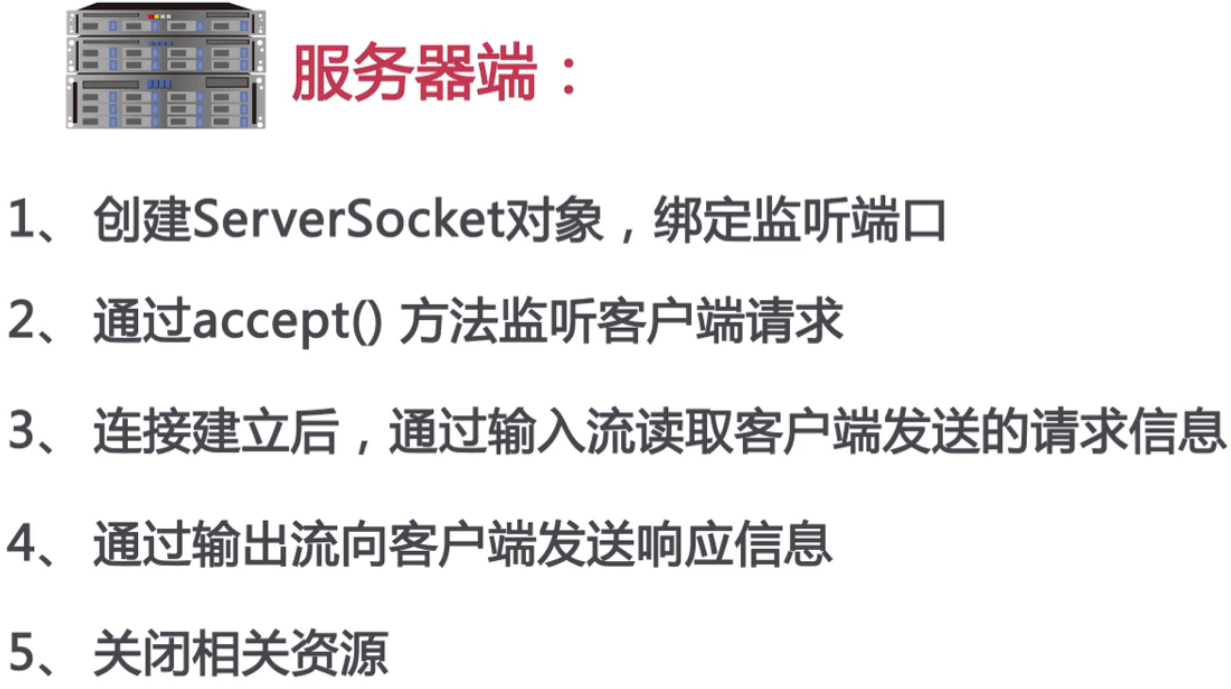 服务器端：
1、 创建ServerSocket对象，绑定监听端口
2、 通过accept() 方法监听客户端请求
3、 连接建立后，通过输入流读取客户端发送的请求信息
4、 通过输出流向客户端发送响应信息
5、 关闭相关资源